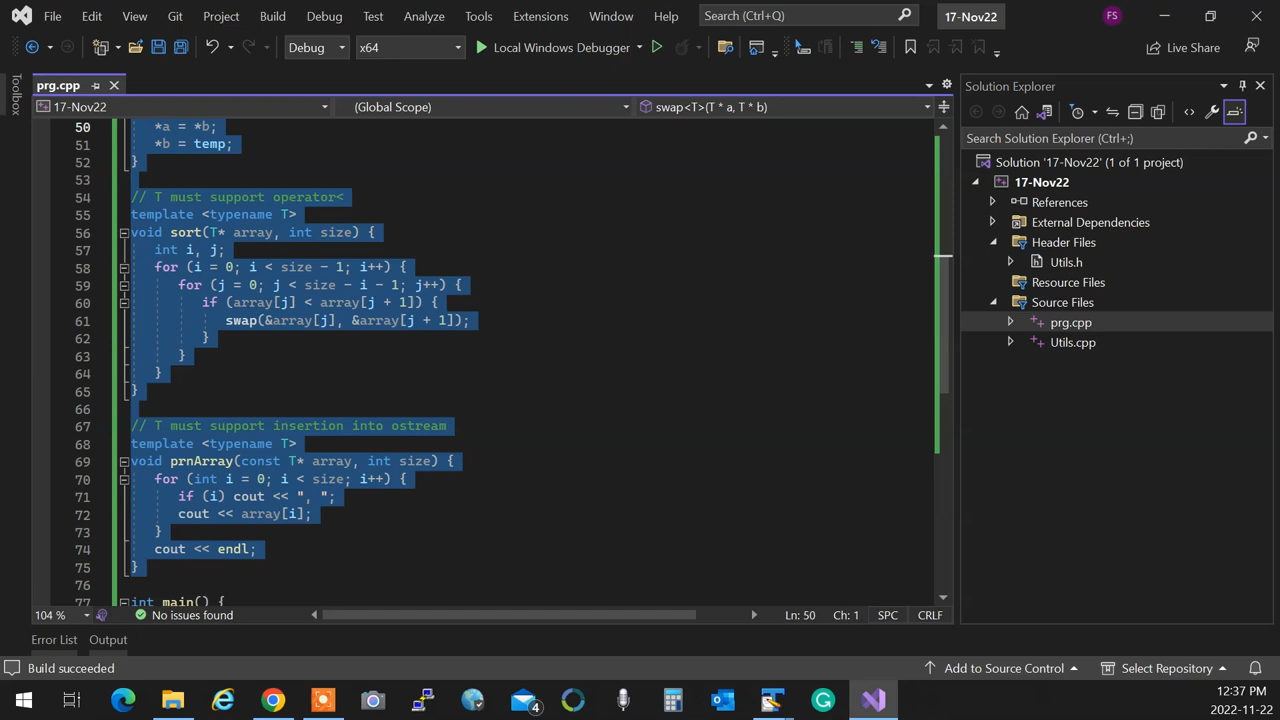 File Edit View Git Project Build Debug Test Analyze Tools Extensions Window Help Search (Ctrl+Q) 17-Nov22 FS
Debug x64 Local Windows Debugger Live Share
Toolbox
prg.cpp
17-Nov22 (Global Scope) swap<T>(T * a, T * b)
50 *a = *b;
51 *b = temp;
52 }
53
54 // T must support operator<
55 template <typename T>
56 void sort(T* array, int size) {
57 int i, j;
58 for (i = 0; i < size - 1; i++) {
59 for (j = 0; j < size - i - 1; j++) {
60 if (array[j] < array[j + 1]) {
61 swap(&array[j], &array[j + 1]);
62 }
63 }
64 }
65 }
66
67 // T must support insertion into ostream
68 template <typename T>
69 void prnArray(const T* array, int size) {
70 for (int i = 0; i < size; i++) {
71 if (i) cout << ", ";
72 cout << array[i];
73 }
74 cout << endl;
75 }
76
77 int main() {
104 % No issues found Ln: 50 Ch: 1 SPC CRLF
Solution Explorer
Search Solution Explorer (Ctrl+;)
Solution '17-Nov22' (1 of 1 project)
17-Nov22
References
External Dependencies
Header Files
Utils.h
Resource Files
Source Files
prg.cpp
Utils.cpp
Error List Output
Build succeeded Add to Source Control Select Repository
4
12:37 PM
2022-11-22